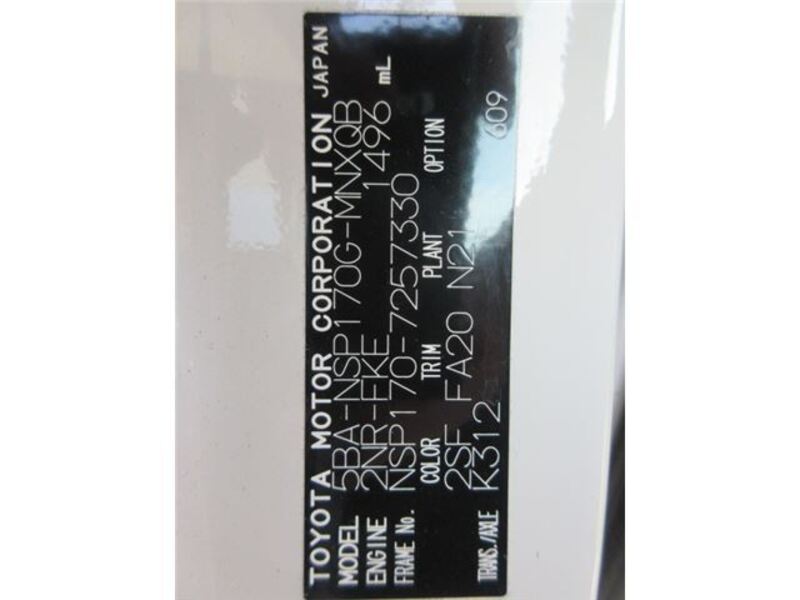 TOYOTA MOTOR CORPORATION JAPAN
MODEL 5BA-NSP170G-MNXQB
ENGINE 2NR-FKE 1496 mL
FRAME No. NSP170-7257330
COLOR TRIM PLANT OPTION
2SF FA20 N21
TRANS./AXLE K312 609